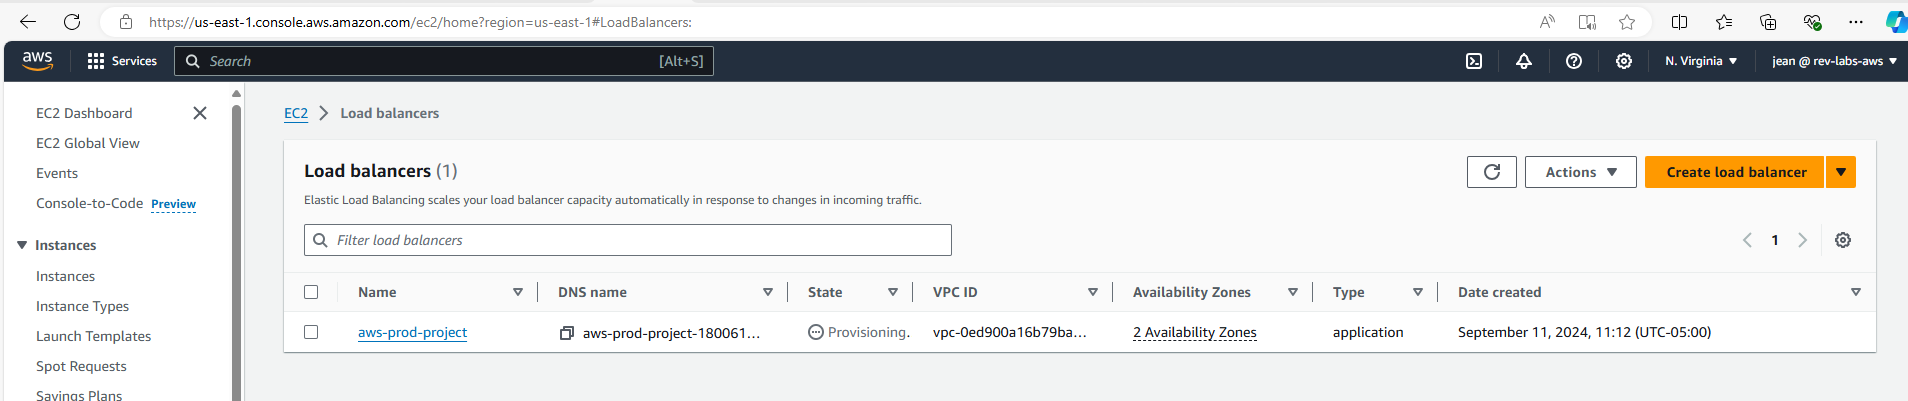 https://us-east-1.console.aws.amazon.com/ec2/home?region=us-east-1#LoadBalancers:
aws Services Search [Alt+S] N. Virginia jean @ rev-labs-aws
EC2 Dashboard
EC2 Global View
Events
Console-to-Code Preview
Instances
Instances
Instance Types
Launch Templates
Spot Requests
Savings Plans
EC2 Load balancers
Load balancers (1)
Actions
Create load balancer
Elastic Load Balancing scales your load balancer capacity automatically in response to changes in incoming traffic.
Filter load balancers
1
Name DNS name State VPC ID Availability Zones Type Date created
aws-prod-project aws-prod-project-180061... Provisioning. vpc-0ed900a16b79ba... 2 Availability Zones application September 11, 2024, 11:12 (UTC-05:00)